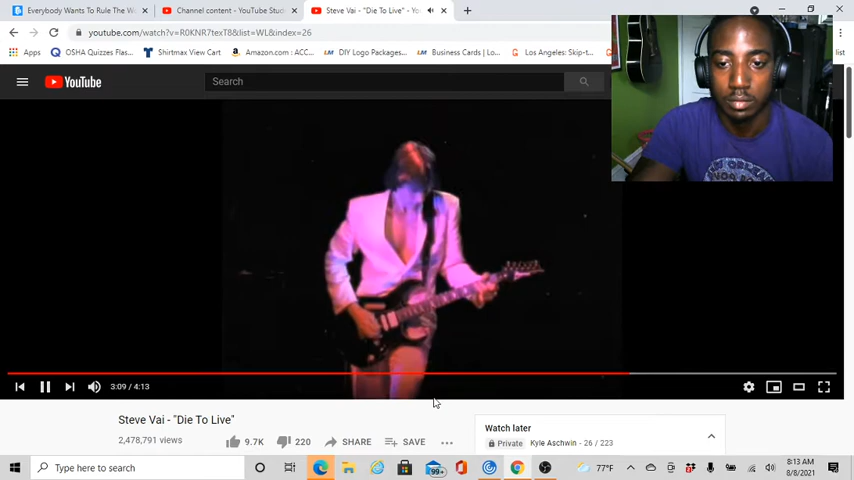 Everybody Wants To Rule The W
Channel content - YouTube Stud
Steve Vai - "Die To Live" - Yo
youtube.com/watch?v=R0KNR7texT8&list=WL&index=26
Apps
OSHA Quizzes Flas...
Shirtmax View Cart
Amazon.com : ACC...
DIY Logo Packages...
Business Cards | Lo...
Los Angeles: Skip-t...
list
YouTube
Search
3:09 / 4:13
Steve Vai - "Die To Live"
2,478,791 views
9.7K
220
SHARE
SAVE
Watch later
Private
Kyle Aschwin - 26 / 223
Type here to search
99+
77°F
8:13 AM
8/8/2021